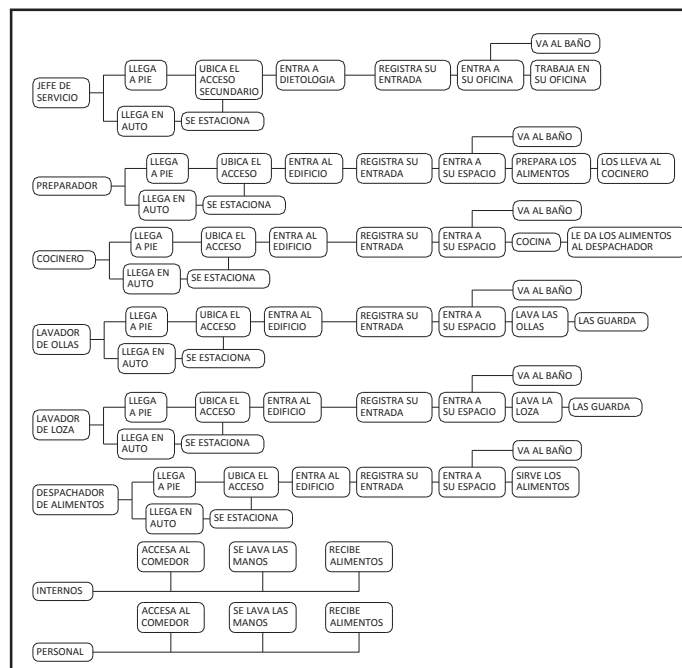 VA AL BAÑO
LLEGA
A PIE
UBICA EL
ACCESO
SECUNDARIO
ENTRA A
DIETOLOGIA
REGISTRA SU
ENTRADA
ENTRA A
SU OFICINA
TRABAJA EN
SU OFICINA
JEFE DE
SERVICIO
LLEGA EN
AUTO
SE ESTACIONA
VA AL BAÑO
LLEGA
A PIE
UBICA EL
ACCESO
ENTRA AL
EDIFICIO
REGISTRA SU
ENTRADA
ENTRA A
SU ESPACIO
PREPARA LOS
ALIMENTOS
LOS LLEVA AL
COCINERO
PREPARADOR
LLEGA EN
AUTO
SE ESTACIONA
VA AL BAÑO
LLEGA
A PIE
UBICA EL
ACCESO
ENTRA AL
EDIFICIO
REGISTRA SU
ENTRADA
ENTRA A
SU ESPACIO
COCINA
LE DA LOS ALIMENTOS
AL DESPACHADOR
COCINERO
LLEGA EN
AUTO
SE ESTACIONA
VA AL BAÑO
LLEGA
A PIE
UBICA EL
ACCESO
ENTRA AL
EDIFICIO
REGISTRA SU
ENTRADA
ENTRA A
SU ESPACIO
LAVA LAS
OLLAS
LAS GUARDA
LAVADOR
DE OLLAS
LLEGA EN
AUTO
SE ESTACIONA
VA AL BAÑO
LLEGA
A PIE
UBICA EL
ACCESO
ENTRA AL
EDIFICIO
REGISTRA SU
ENTRADA
ENTRA A
SU ESPACIO
LAVA LA
LOZA
LAS GUARDA
LAVADOR
DE LOZA
LLEGA EN
AUTO
SE ESTACIONA
VA AL BAÑO
LLEGA
A PIE
UBICA EL
ACCESO
ENTRA AL
EDIFICIO
REGISTRA SU
ENTRADA
ENTRA A
SU ESPACIO
SIRVE LOS
ALIMENTOS
DESPACHADOR
DE ALIMENTOS
LLEGA EN
AUTO
SE ESTACIONA
ACCESA AL
COMEDOR
SE LAVA LAS
MANOS
RECIBE
ALIMENTOS
INTERNOS
ACCESA AL
COMEDOR
SE LAVA LAS
MANOS
RECIBE
ALIMENTOS
PERSONAL